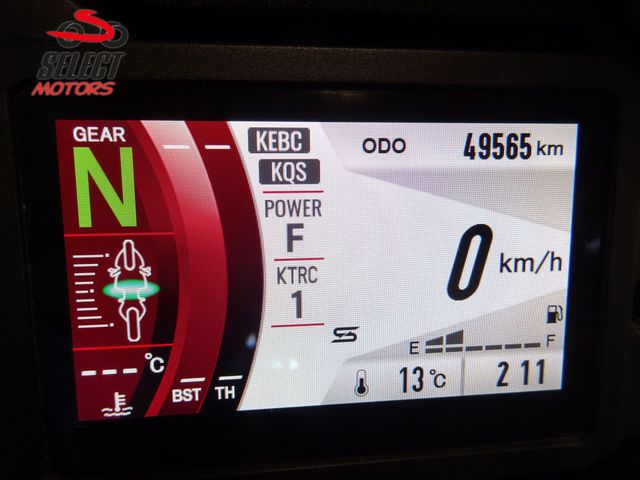 SELECT
MOTORS
GEAR
N
KEBC
KQS
POWER
F
KTRC
1
ODO 49565 km
0 km/h
E F
---°C
BST TH
13°C
2 11